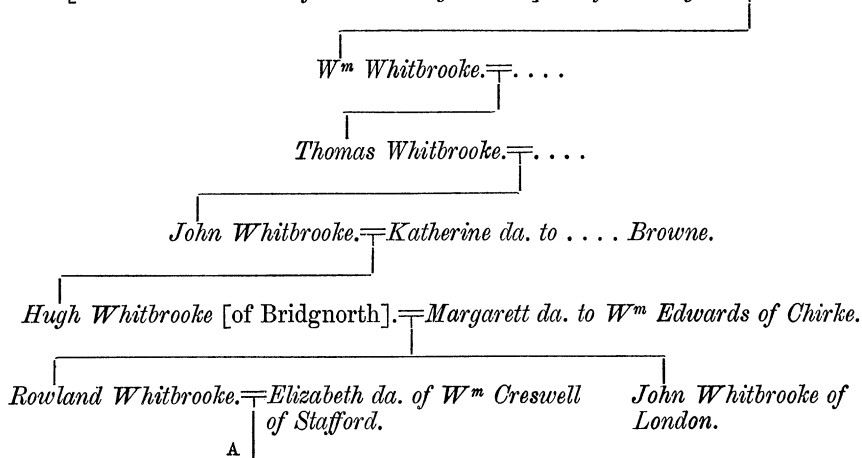 Wm Whitbrooke.=. . . .
Thomas Whitbrooke.=. . . .
John Whitbrooke.=Katherine da. to . . . . Browne.
Hugh Whitbrooke [of Bridgnorth].=Margarett da. to Wm Edwards of Chirke.
Rowland Whitbrooke.=Elizabeth da. of Wm Creswell
of Stafford.
John Whitbrooke of
London.
A